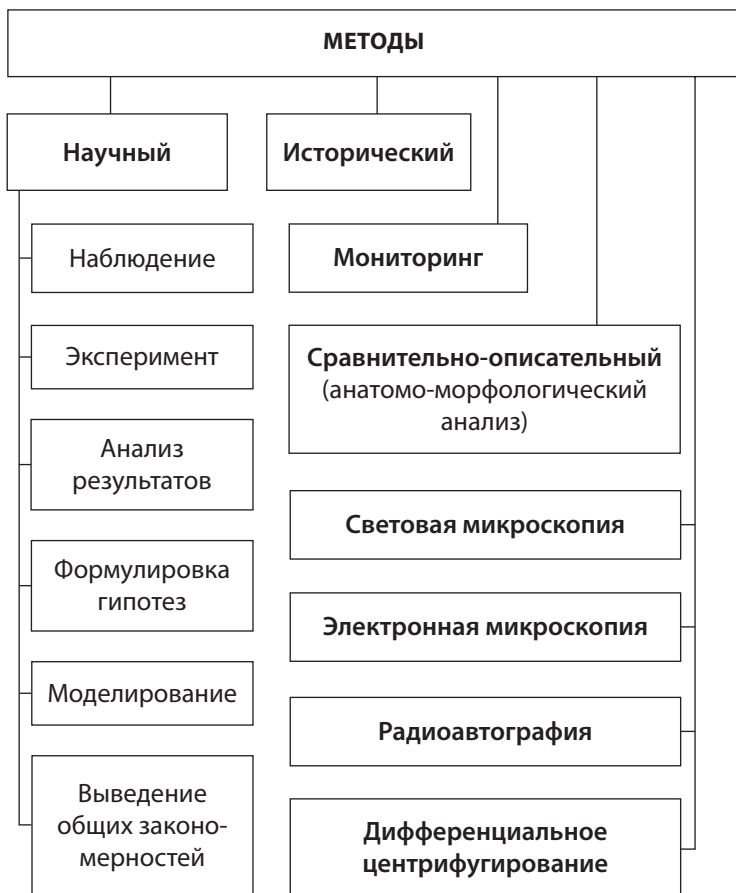 МЕТОДЫ
Научный
Исторический
Наблюдение
Мониторинг
Эксперимент
Сравнительно-описательный
(анатомо-морфологический
анализ)
Анализ
результатов
Световая микроскопия
Формулировка
гипотез
Электронная микроскопия
Моделирование
Радиоавтография
Выведение
общих законо-
мерностей
Дифференциальное
центрифугирование